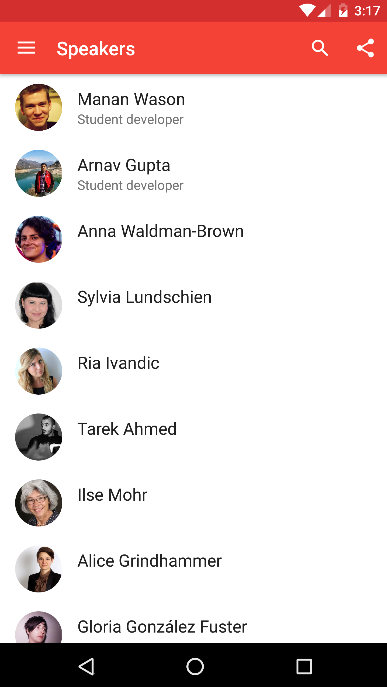 3:17
Speakers
Manan Wason
Student developer
Arnav Gupta
Student developer
Anna Waldman-Brown
Sylvia Lundschien
Ria Ivandic
Tarek Ahmed
Ilse Mohr
Alice Grindhammer
Gloria González Fuster